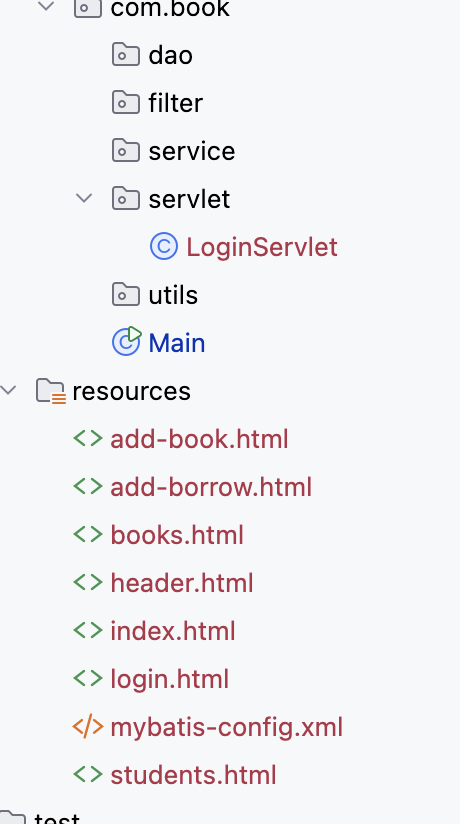 com.book
dao
filter
service
servlet
LoginServlet
utils
Main
resources
add-book.html
add-borrow.html
books.html
header.html
index.html
login.html
mybatis-config.xml
students.html
test